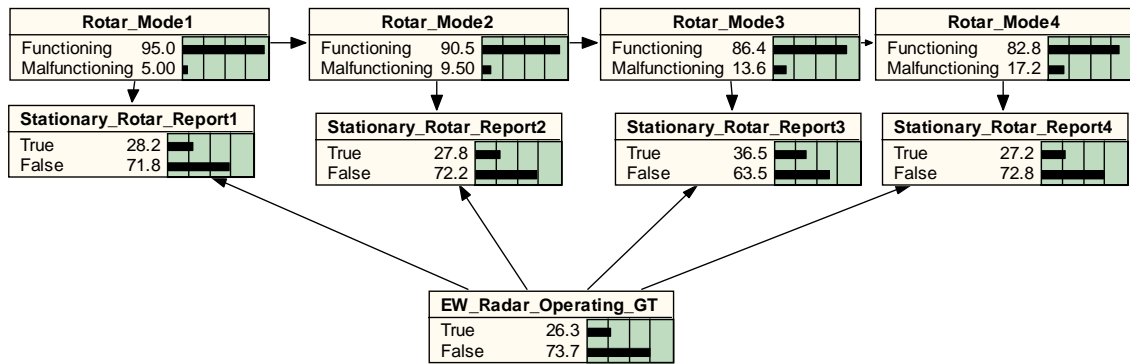 Rotar_Mode1
Functioning 95.0
Malfunctioning 5.00
Rotar_Mode2
Functioning 90.5
Malfunctioning 9.50
Rotar_Mode3
Functioning 86.4
Malfunctioning 13.6
Rotar_Mode4
Functioning 82.8
Malfunctioning 17.2
Stationary_Rotar_Report1
True 28.2
False 71.8
Stationary_Rotar_Report2
True 27.8
False 72.2
Stationary_Rotar_Report3
True 36.5
False 63.5
Stationary_Rotar_Report4
True 27.2
False 72.8
EW_Radar_Operating_GT
True 26.3
False 73.7